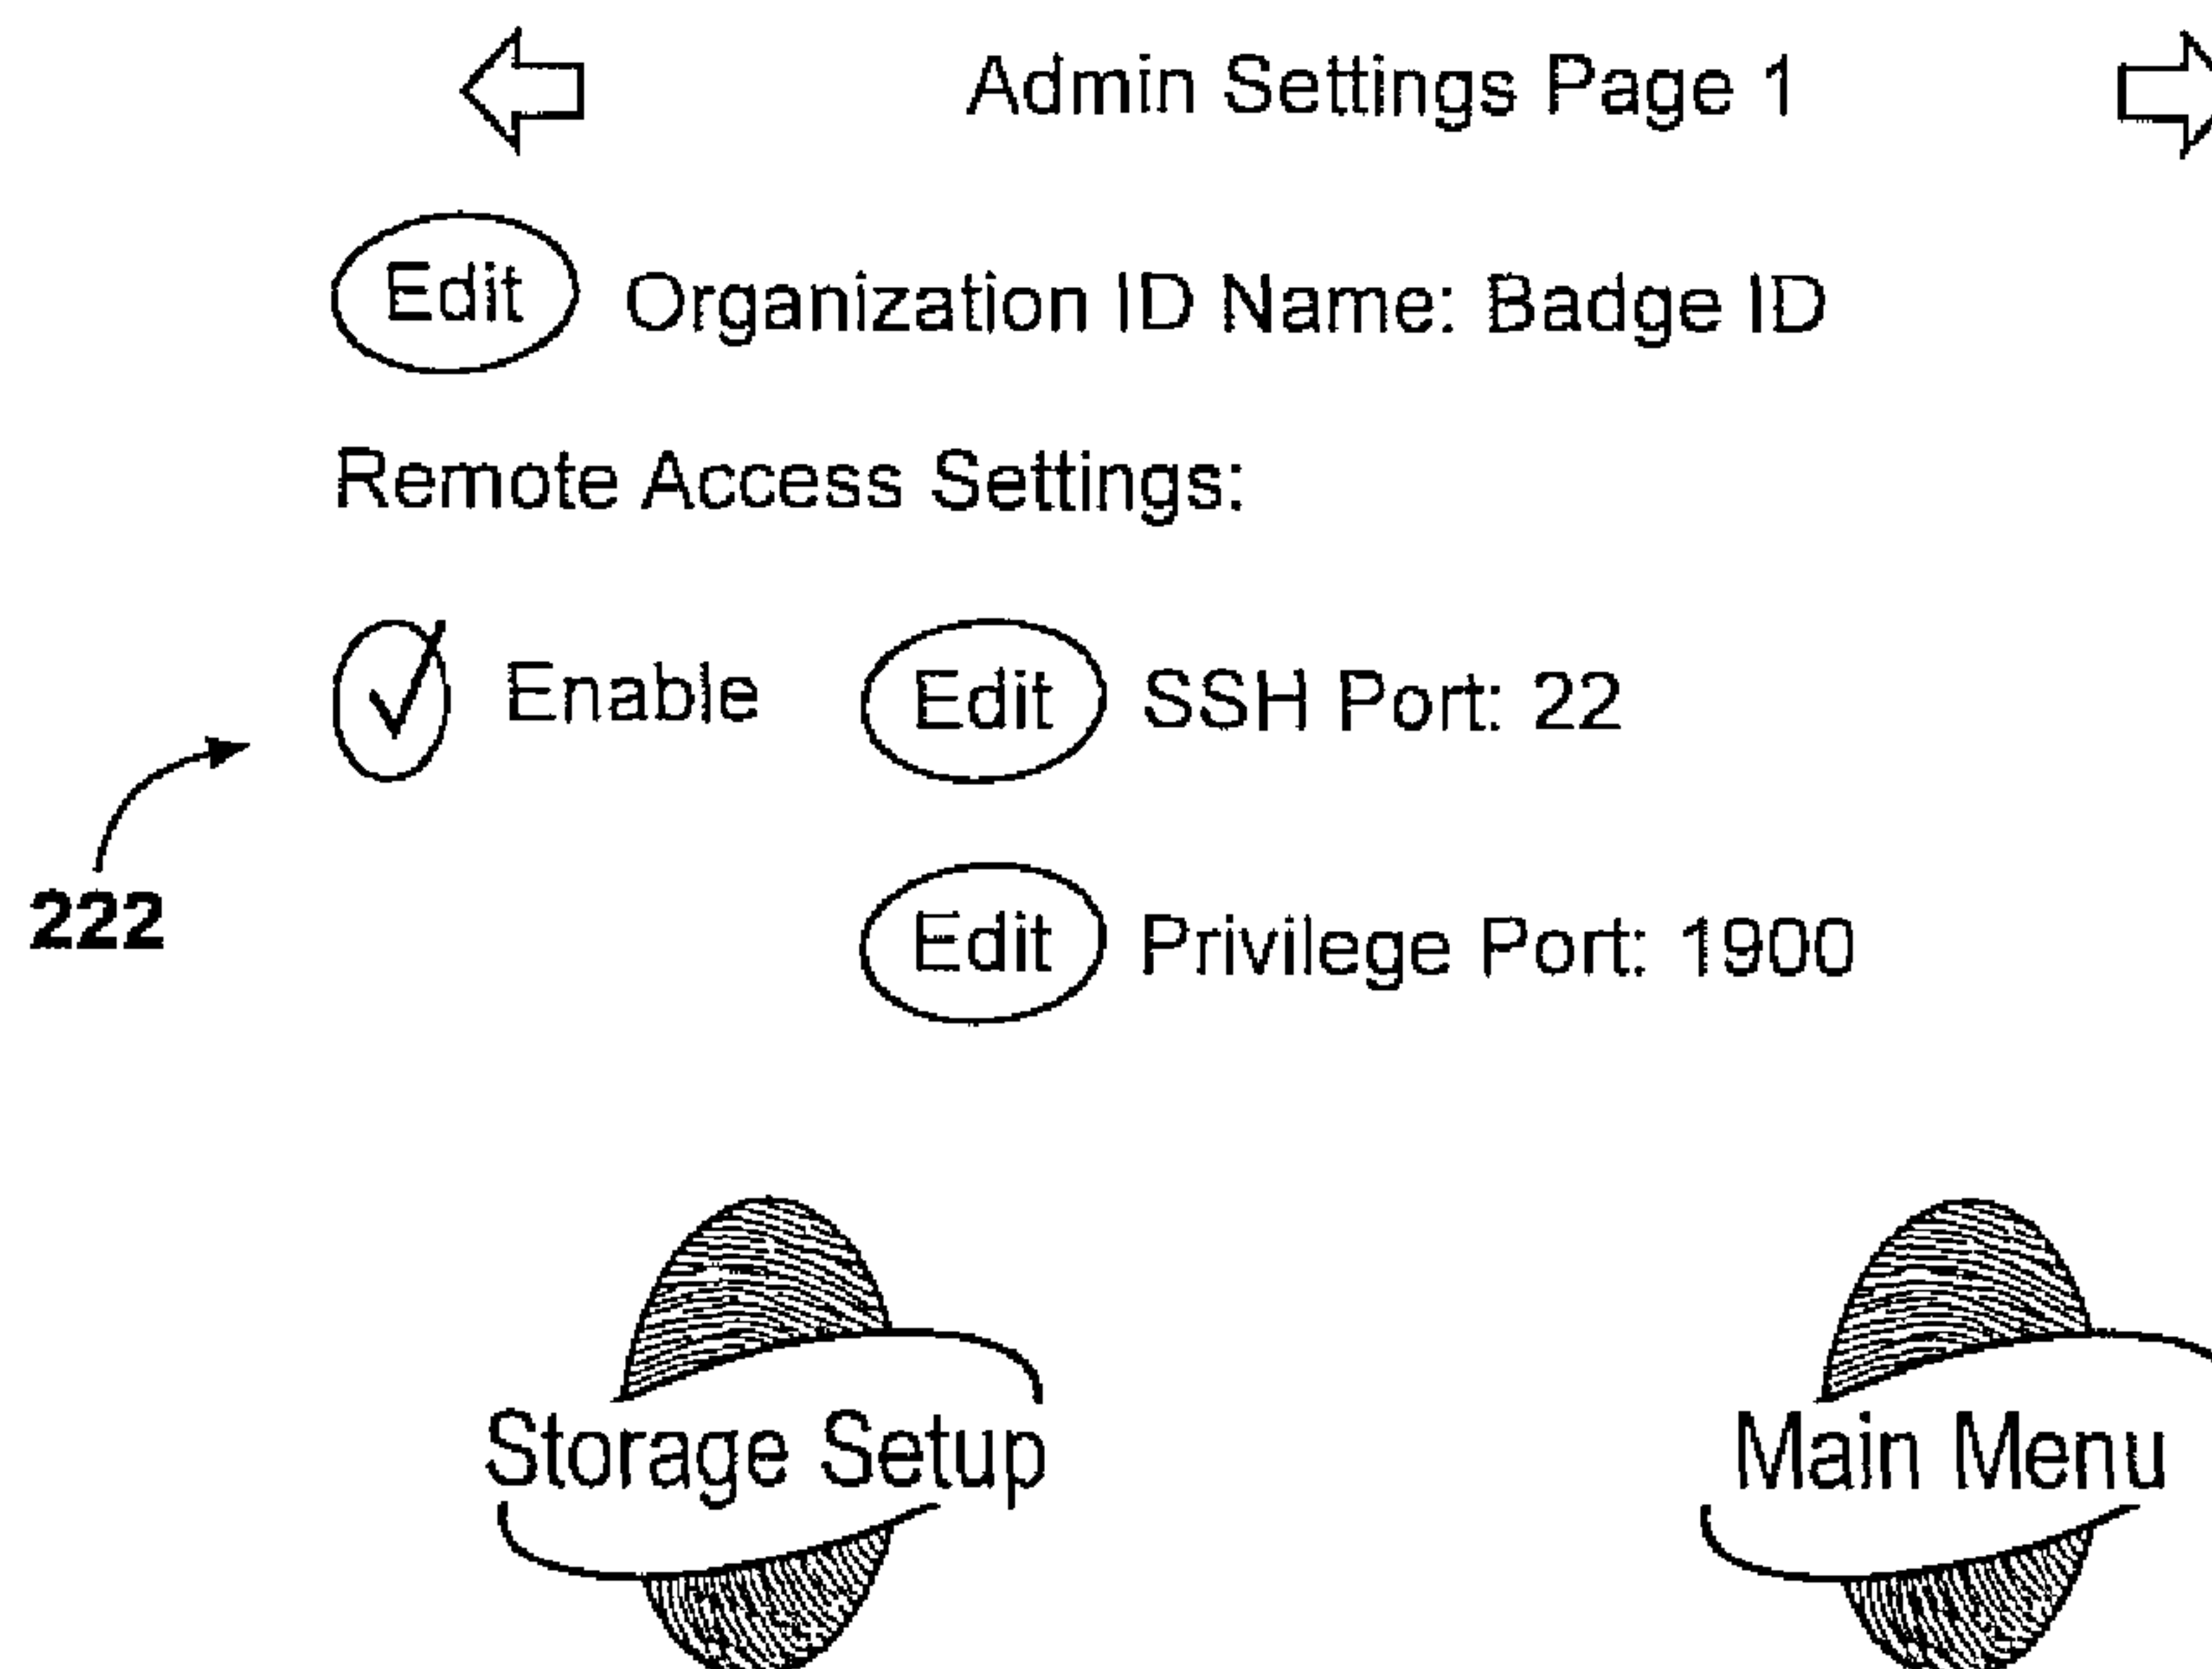 Admin Settings Page 1
Edit Organization ID Name: Badge ID
Remote Access Settings:
Enable Edit SSH Port: 22
222
Edit Privilege Port: 1900
Storage Setup Main Menu